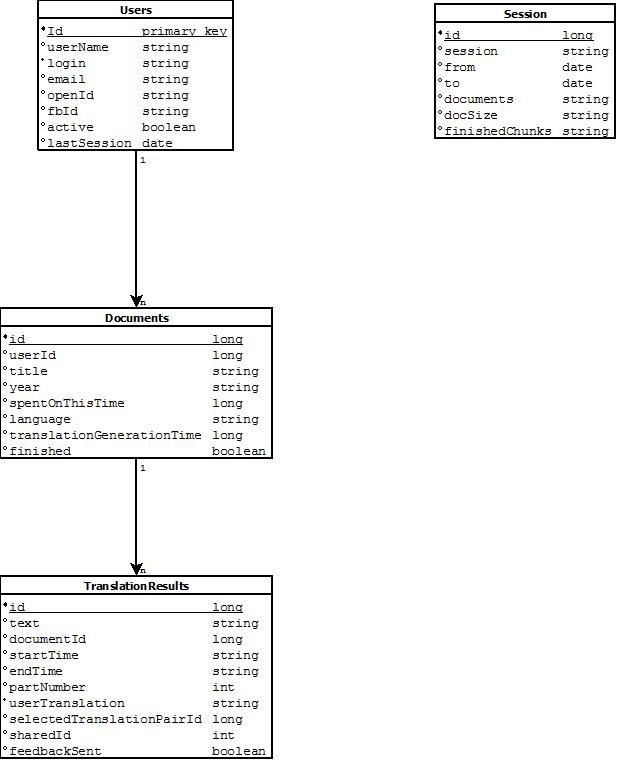 Users
Id primary key
userName string
login string
email string
openId string
fbId string
active boolean
lastSession date
1
Session
id long
session string
from date
to date
documents string
docSize string
finishedChunks string
n
Documents
id long
userId long
title string
year string
spentOnThisTime long
language string
translationGenerationTime long
finished boolean
1
n
TranslationResults
id long
text string
documentId long
startTime string
endTime string
partNumber int
userTranslation string
selectedTranslationPairId long
sharedId int
feedbackSent boolean